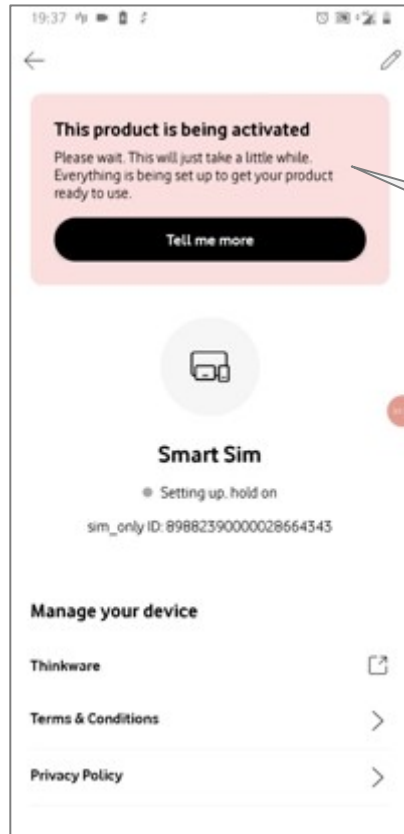 19:37
This product is being activated
Please wait. This will just take a little while.
Everything is being set up to get your product
ready to use.
Tell me more
Smart Sim
Setting up, hold on
sim_only ID: 89882390000028664343
Manage your device
Thinkware
Terms & Conditions
Privacy Policy